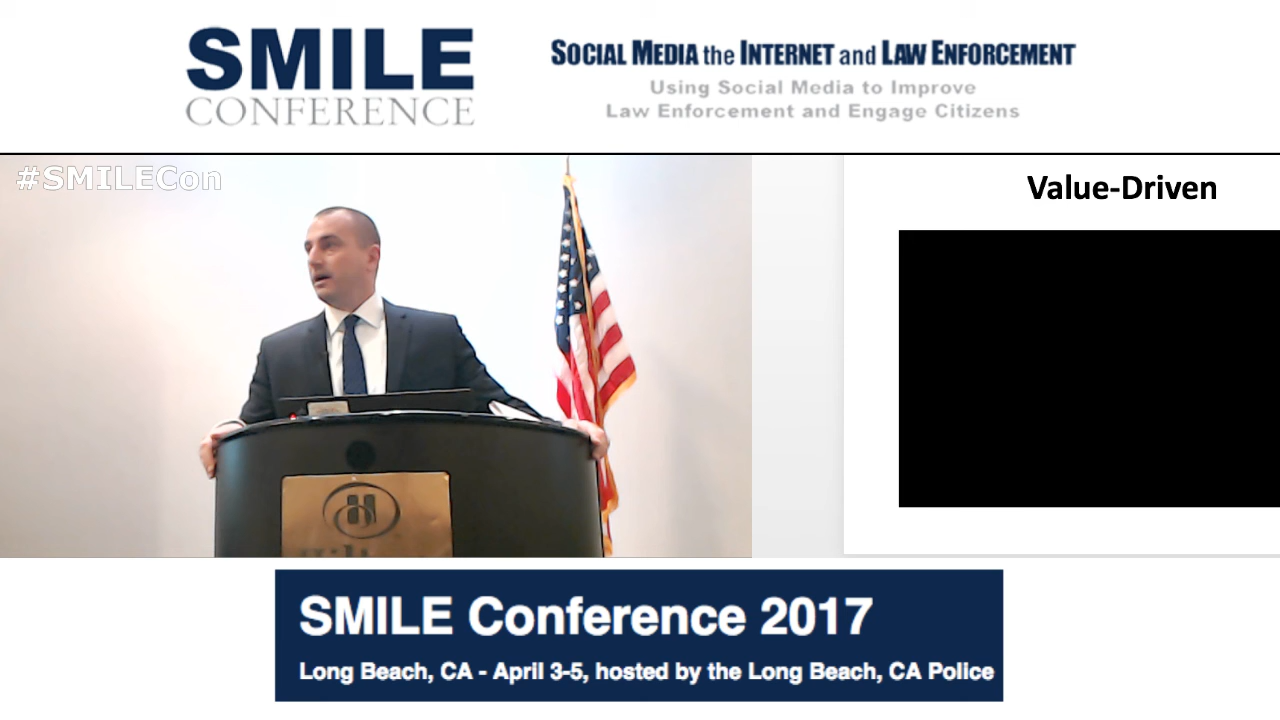 SMILE
CONFERENCE
SOCIAL MEDIA the INTERNET and LAW ENFORCEMENT
Using Social Media to Improve
Law Enforcement and Engage Citizens
#SMILECon
Value-Driven
H
SMILE Conference 2017
Long Beach, CA - April 3-5, hosted by the Long Beach, CA Police